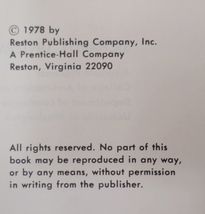 © 1978 by
Reston Publishing Company, Inc.
A Prentice-Hall Company
Reston, Virginia 22090
All rights reserved. No part of this
book may be reproduced in any way,
or by any means, without permission
in writing from the publisher.